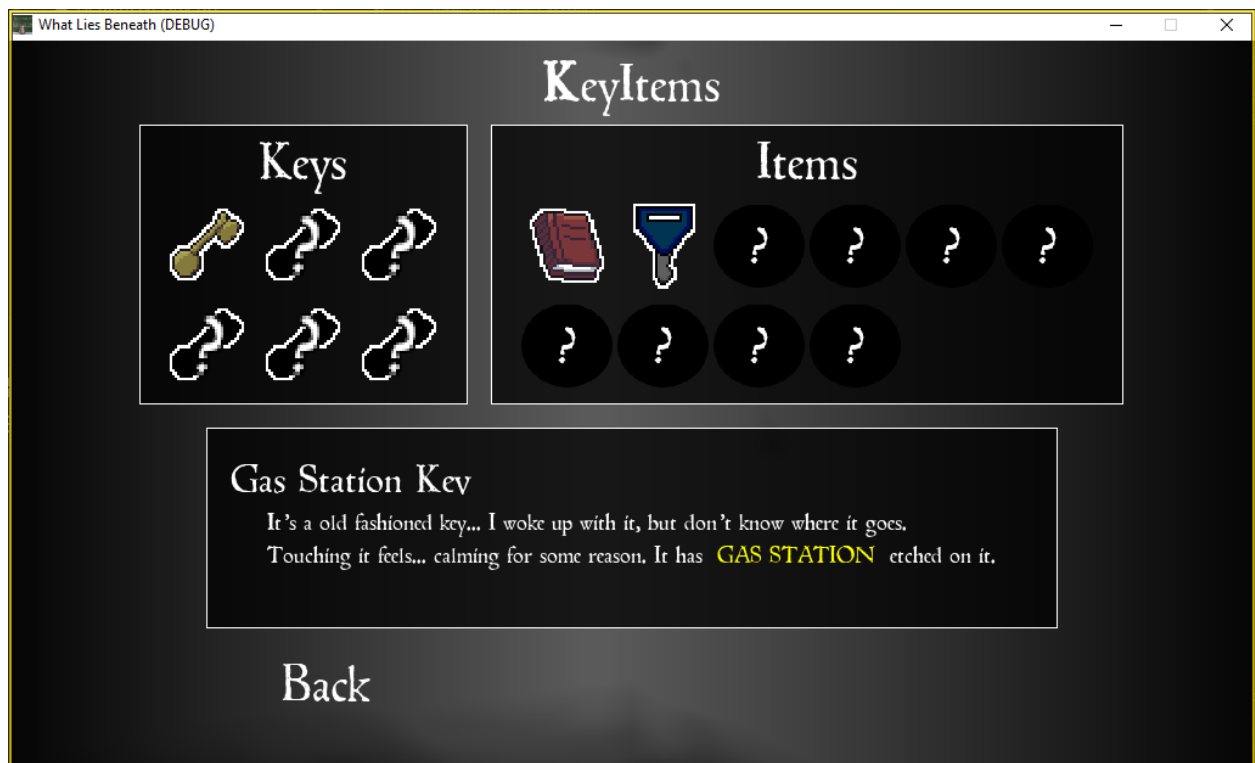 What Lies Beneath (DEBUG)
KeyItems
Keys
Items
? ? ?
? ? ? ?
? ? ?
? ? ? ?
Gas Station Key
It's a old fashioned key... I woke up with it, but don't know where it goes.
Touching it feels... calming for some reason. It has GAS STATION etched on it.
Back